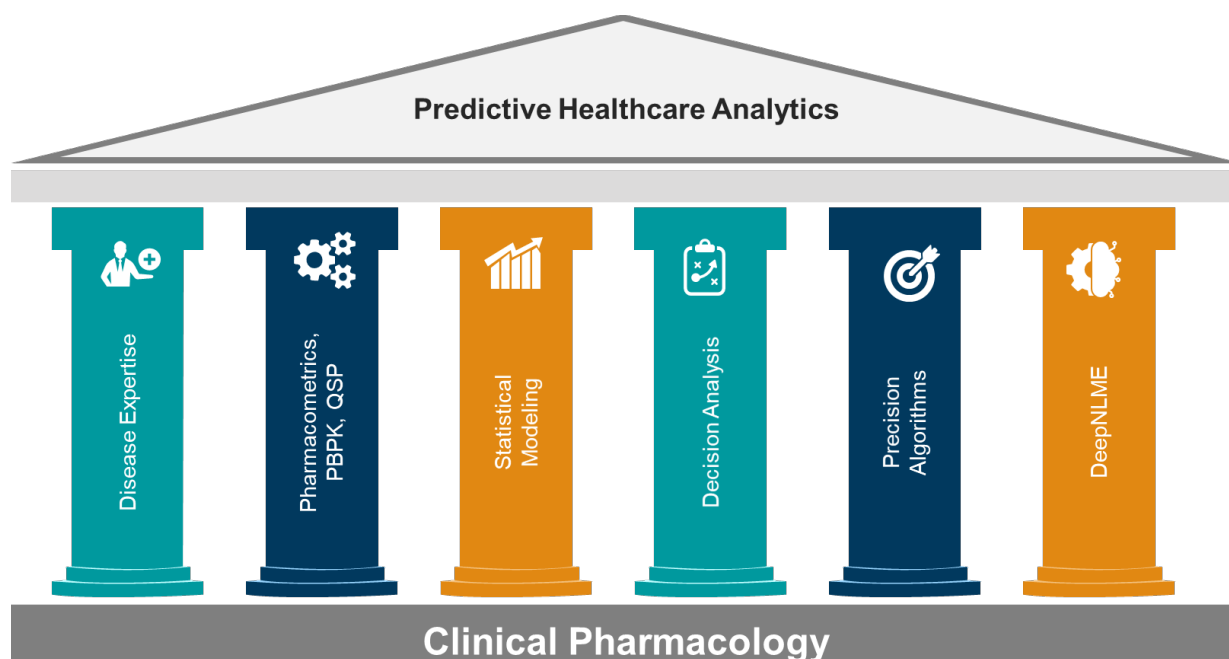 Predictive Healthcare Analytics
Disease Expertise
Pharmacometrics,
PBPK, QSP
Statistical
Modeling
Decision Analysis
Precision
Algorithms
DeepNLME
Clinical Pharmacology